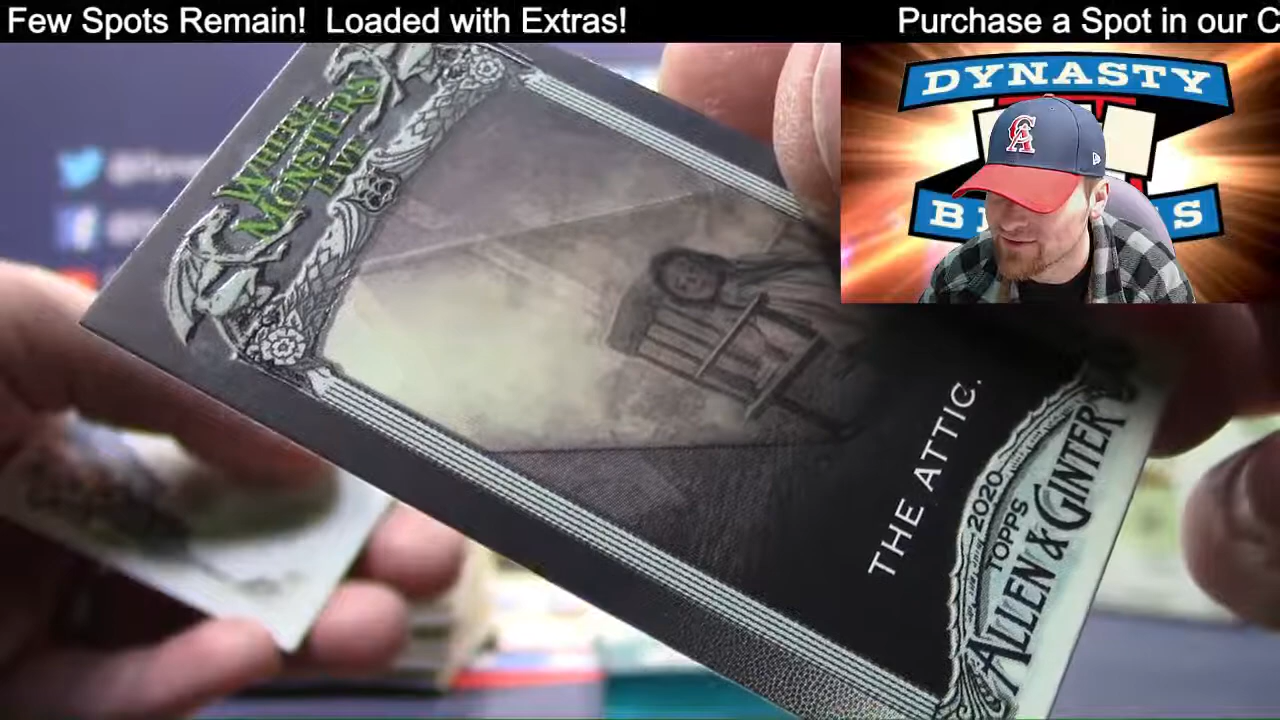 Few Spots Remain! Loaded with Extras!
Purchase a Spot in our C
DYNASTY
CA
WHERE
MONSTERS
LIVE
THE ATTIC.
2020
TOPPS
ALLEN & GINTER